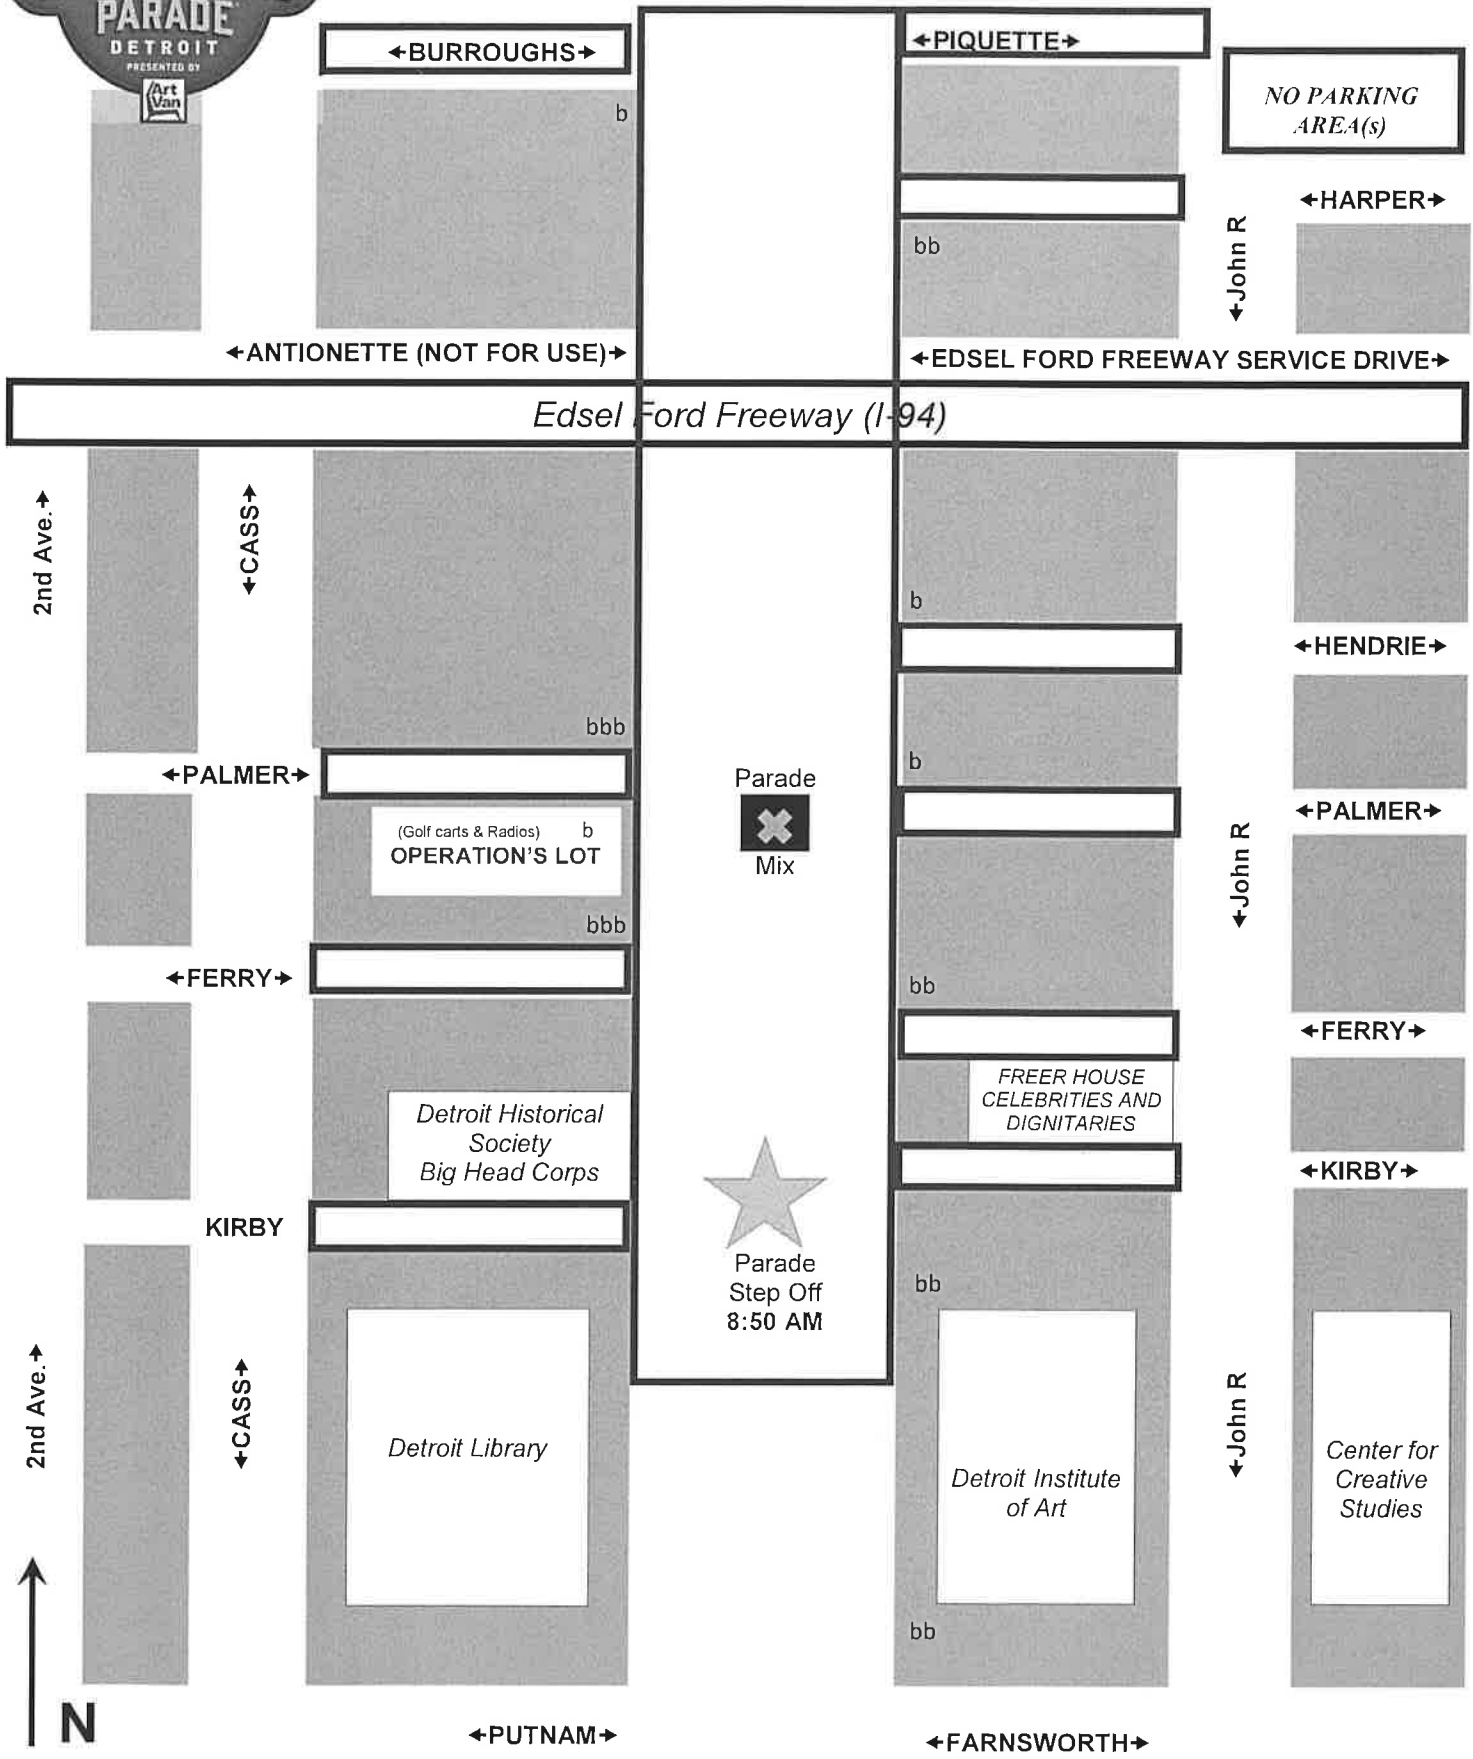 PARADE
DETROIT
PRESENTED BY
Art
Van
←BURROUGHS→
←PIQUETTE→
NO PARKING
AREA(s)
b
←HARPER→
bb
←John R
←ANTIONETTE (NOT FOR USE)→
←EDSEL FORD FREEWAY SERVICE DRIVE→
Edsel Ford Freeway (I-94)
2nd Ave.→
←CASS→
b
←HENDRIE→
bbb
b
←PALMER→
Parade
Mix
←PALMER→
(Golf carts & Radios) b
OPERATION'S LOT
←John R
bbb
←FERRY→
bb
←FERRY→
FREER HOUSE
CELEBRITIES AND
DIGNITARIES
Detroit Historical
Society
Big Head Corps
←KIRBY→
KIRBY
Parade
Step Off
8:50 AM
bb
2nd Ave.→
←CASS→
←John R
Detroit Library
Detroit Institute
of Art
Center for
Creative
Studies
bb
N
←PUTNAM→
←FARNSWORTH→